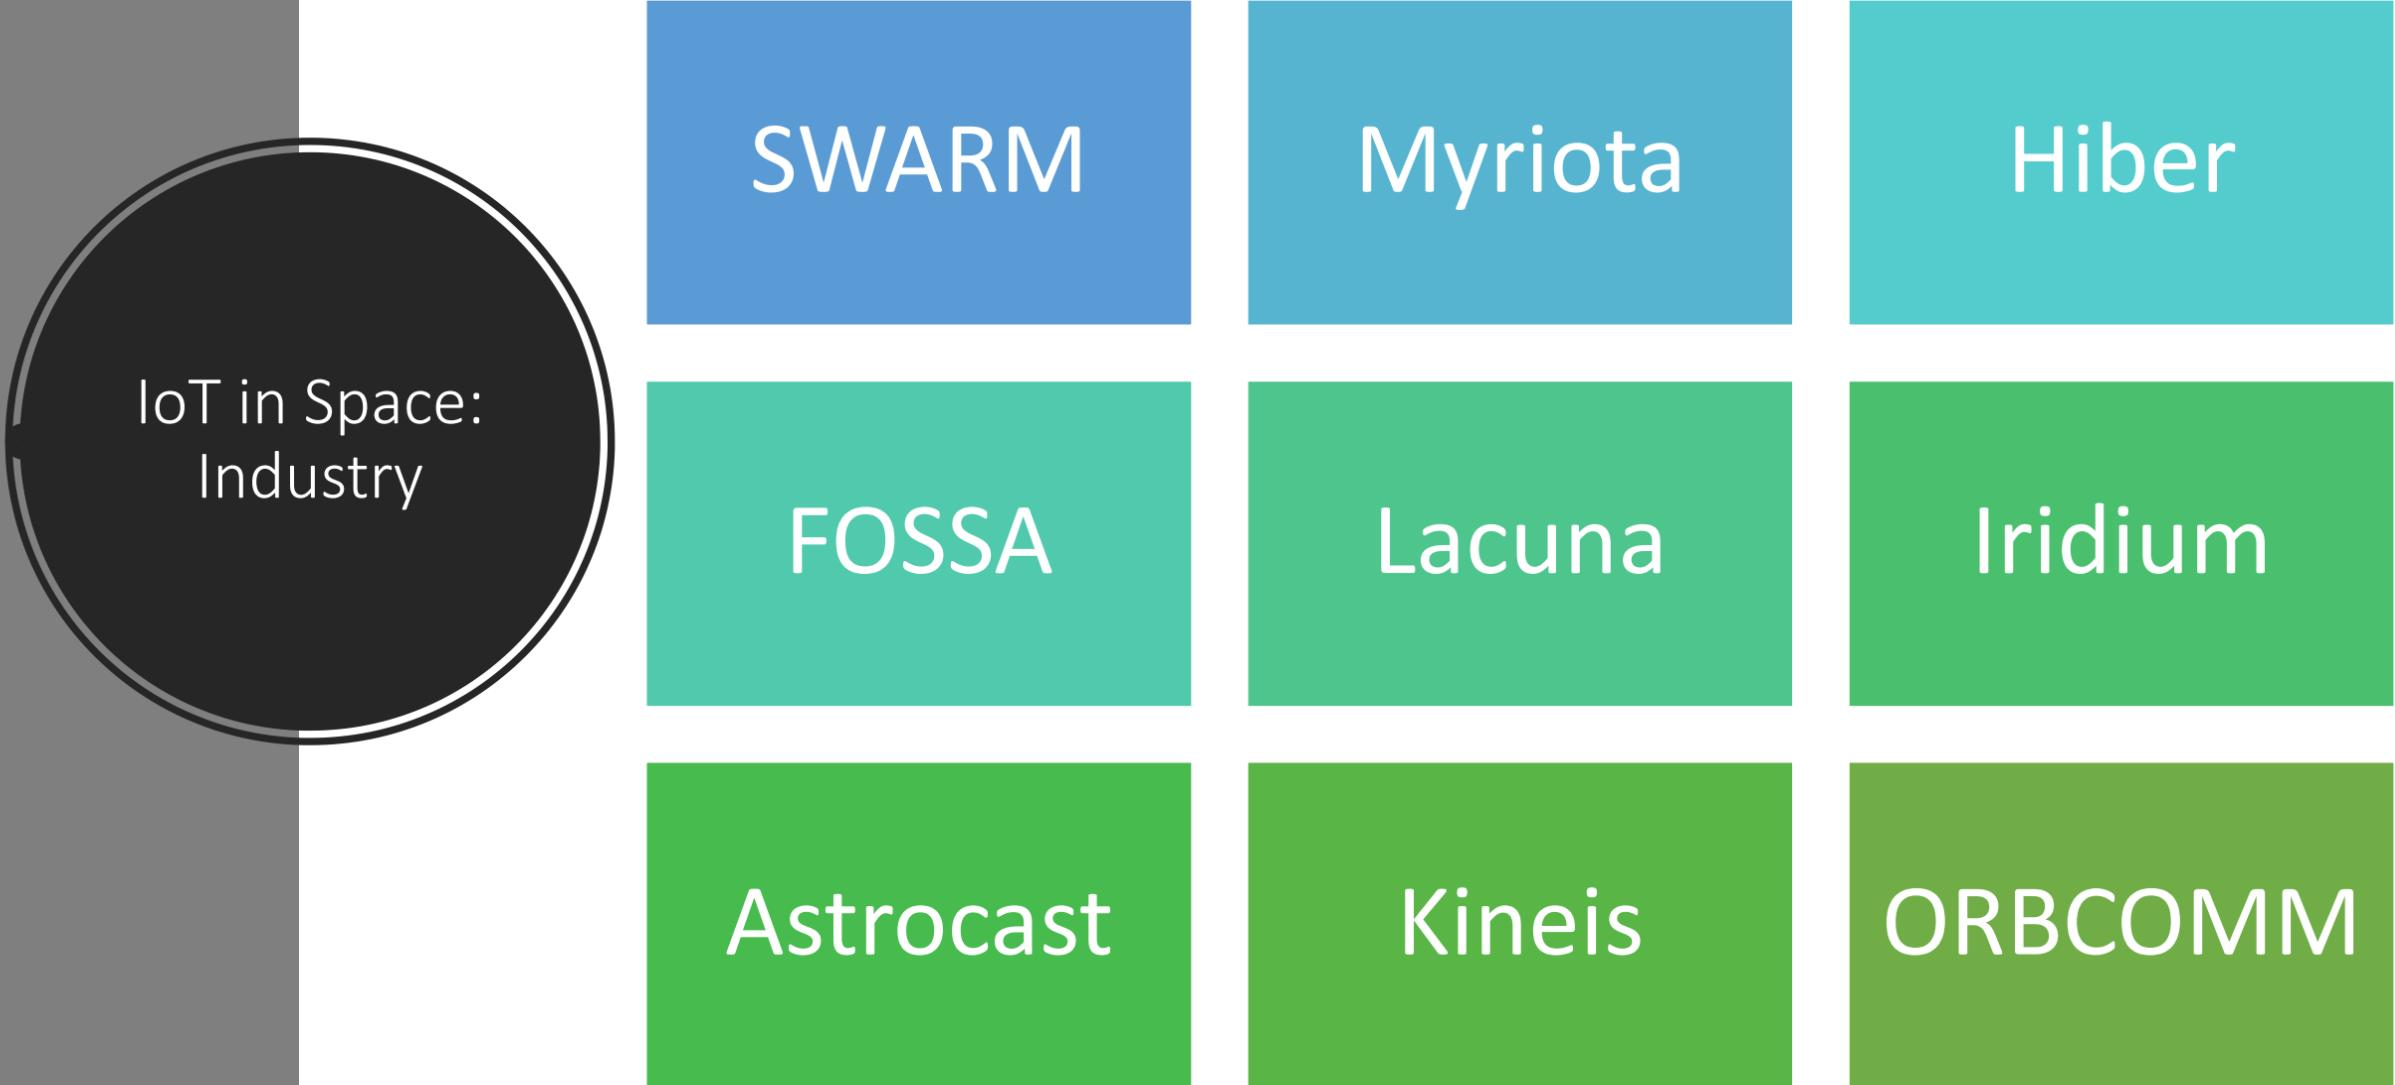 IoT in Space:
Industry
SWARM
Myriota
Hiber
FOSSA
Lacuna
Iridium
Astrocast
Kineis
ORBCOMM